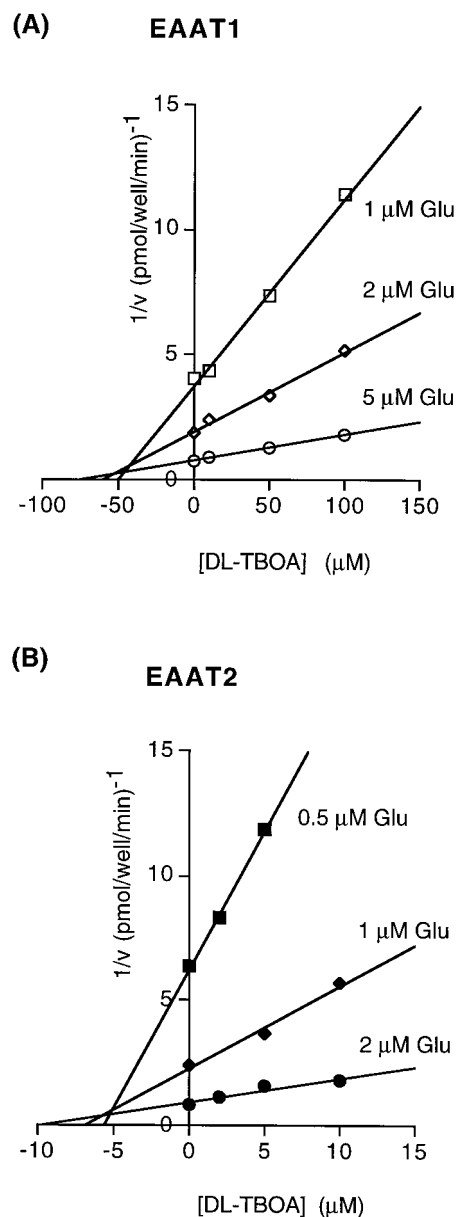 (A) EAAT1
1/v (pmol/well/min)⁻¹
15
10
5
0
1 μM Glu
2 μM Glu
5 μM Glu
-100 -50 0 50 100 150
[DL-TBOA] (μM)
(B) EAAT2
1/v (pmol/well/min)⁻¹
15
10
5
0
0.5 μM Glu
1 μM Glu
2 μM Glu
-10 -5 0 5 10 15
[DL-TBOA] (μM)